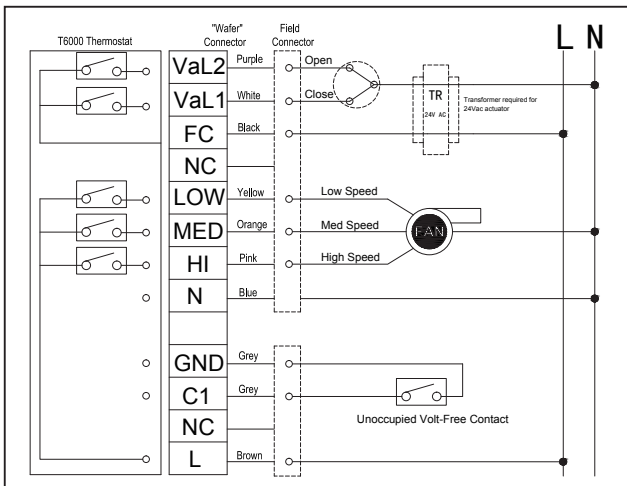 "Wafer" Field
T6000 Thermostat Connector Connector
L N
VaL2 Purple Open
VaL1 White Close
TR
24V AC
Transformer required for
24Vac actuator
FC Black
NC
LOW Yellow Low Speed
MED Orange Med Speed FAN
HI Pink High Speed
N Blue
GND Grey
C1 Grey
Unoccupied Volt-Free Contact
NC
L Brown